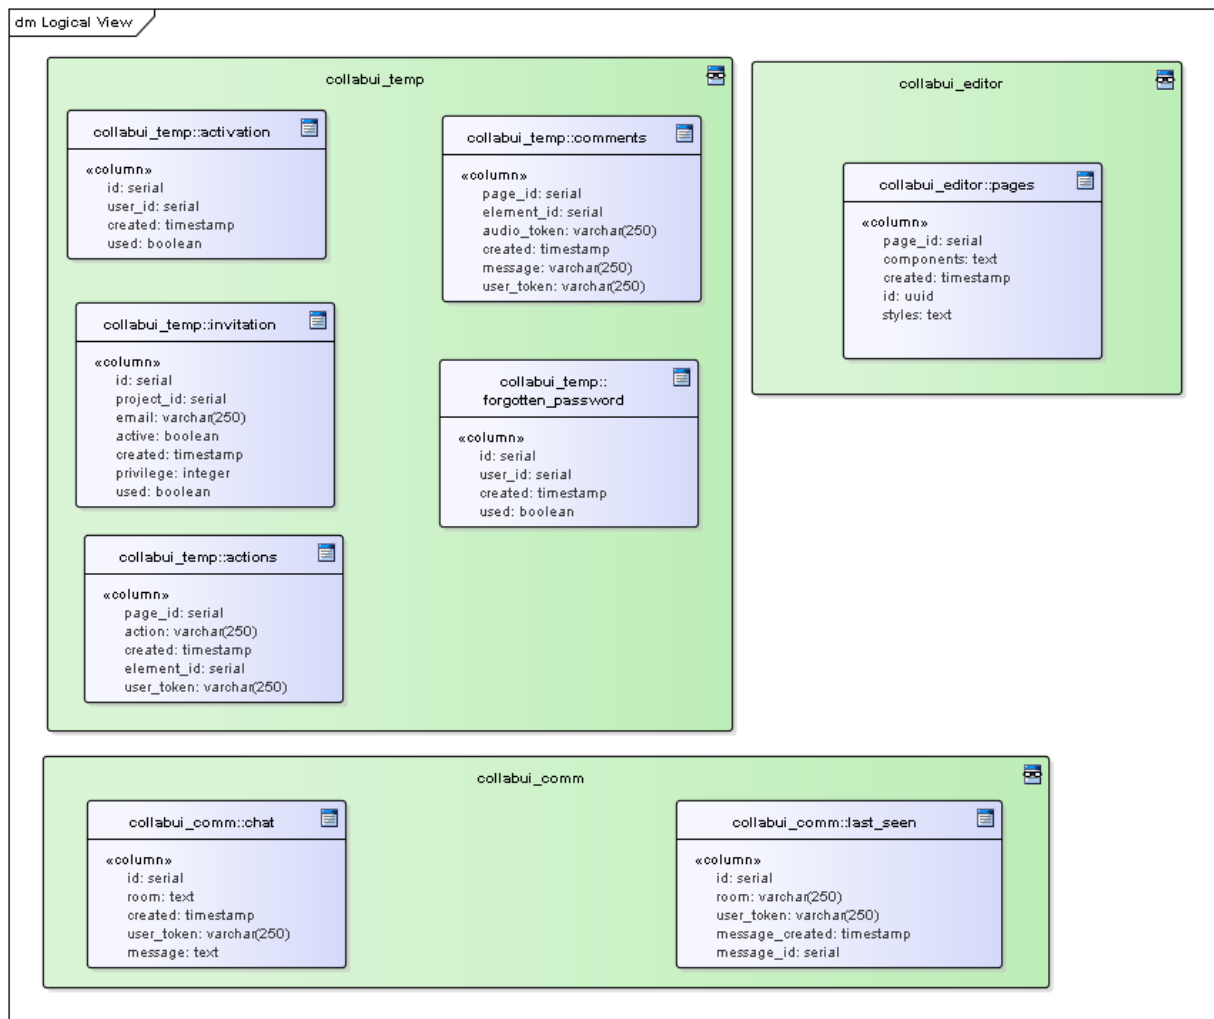 dm Logical View
collabui_temp
collabui_temp::activation
«column»
id: serial
user_id: serial
created: timestamp
used: boolean
collabui_temp::comments
«column»
page_id: serial
element_id: serial
audio_token: varchar(250)
created: timestamp
message: varchar(250)
user_token: varchar(250)
collabui_temp::invitation
«column»
id: serial
project_id: serial
email: varchar(250)
active: boolean
created: timestamp
privilege: integer
used: boolean
collabui_temp::
forgotten_password
«column»
id: serial
user_id: serial
created: timestamp
used: boolean
collabui_temp::actions
«column»
page_id: serial
action: varchar(250)
created: timestamp
element_id: serial
user_token: varchar(250)
collabui_editor
collabui_editor::pages
«column»
page_id: serial
components: text
created: timestamp
id: uuid
styles: text
collabui_comm
collabui_comm::chat
«column»
id: serial
room: text
created: timestamp
user_token: varchar(250)
message: text
collabui_comm::last_seen
«column»
id: serial
room: varchar(250)
user_token: varchar(250)
message_created: timestamp
message_id: serial